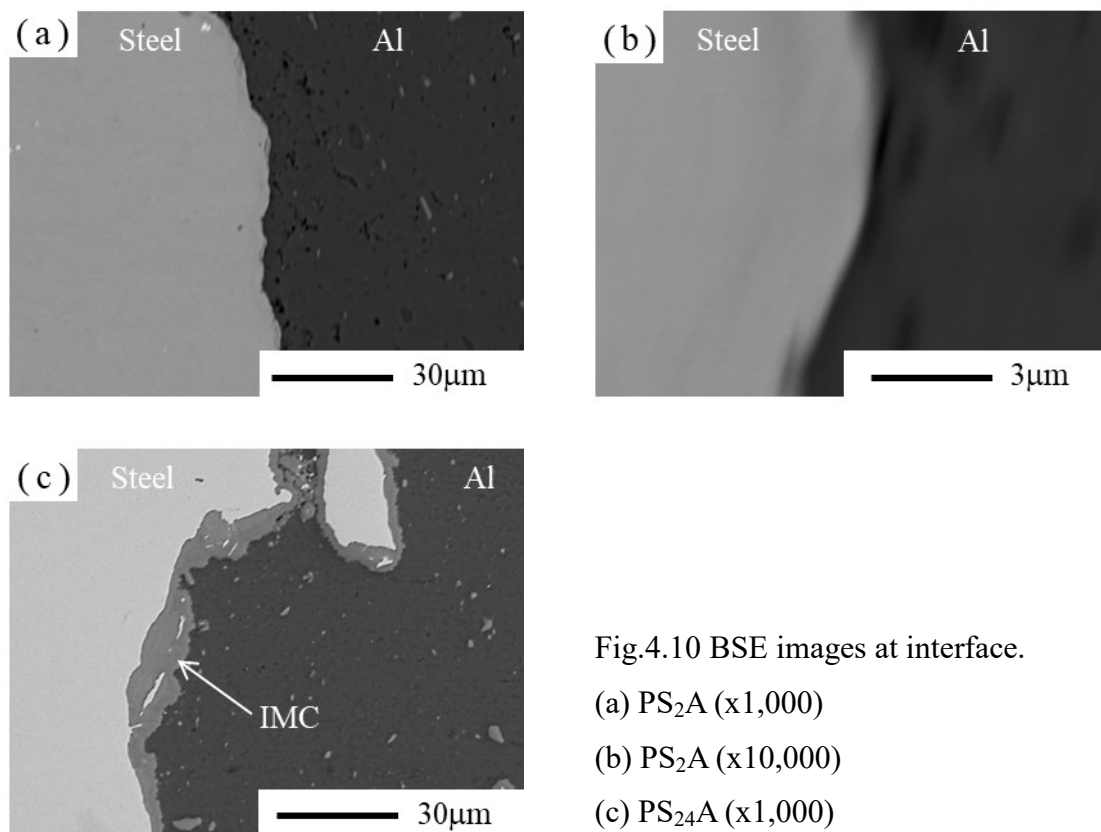 (a) Steel Al
30μm
(b) Steel Al
3μm
(c) Steel Al
IMC
30μm
Fig.4.10 BSE images at interface.
(a) PS₂A (x1,000)
(b) PS₂A (x10,000)
(c) PS₂₄A (x1,000)